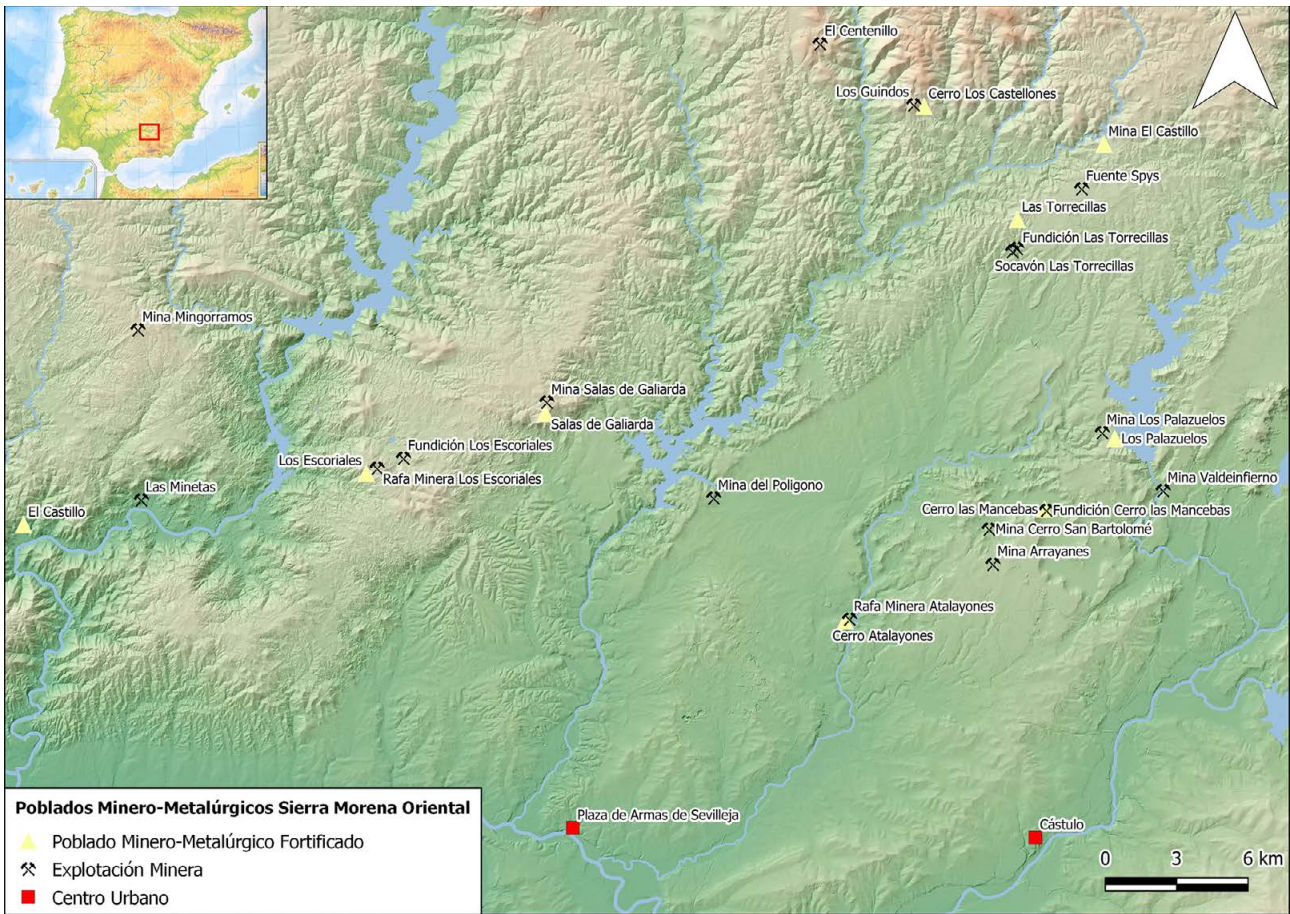 El Centenillo
Los Guindos
Cerro Los Castellones
Mina El Castillo
Fuente Spys
Las Torrecillas
Fundición Las Torrecillas
Socavón Las Torrecillas
Mina Mingorramos
Mina Salas de Galiarda
Salas de Galiarda
Mina Los Palazuelos
Los Palazuelos
Fundición Los Escoriales
Los Escoriales
Rafa Minera Los Escoriales
Mina Valdeinfierno
Las Minetas
Mina del Poligono
El Castillo
Cerro las Mancebas
Fundición Cerro las Mancebas
Mina Cerro San Bartolomé
Mina Arrayanes
Rafa Minera Atalayones
Cerro Atalayones
Plaza de Armas de Sevilleja
Cástulo
Poblados Minero-Metalúrgicos Sierra Morena Oriental
Poblado Minero-Metalúrgico Fortificado
Explotación Minera
Centro Urbano
0 3 6 km